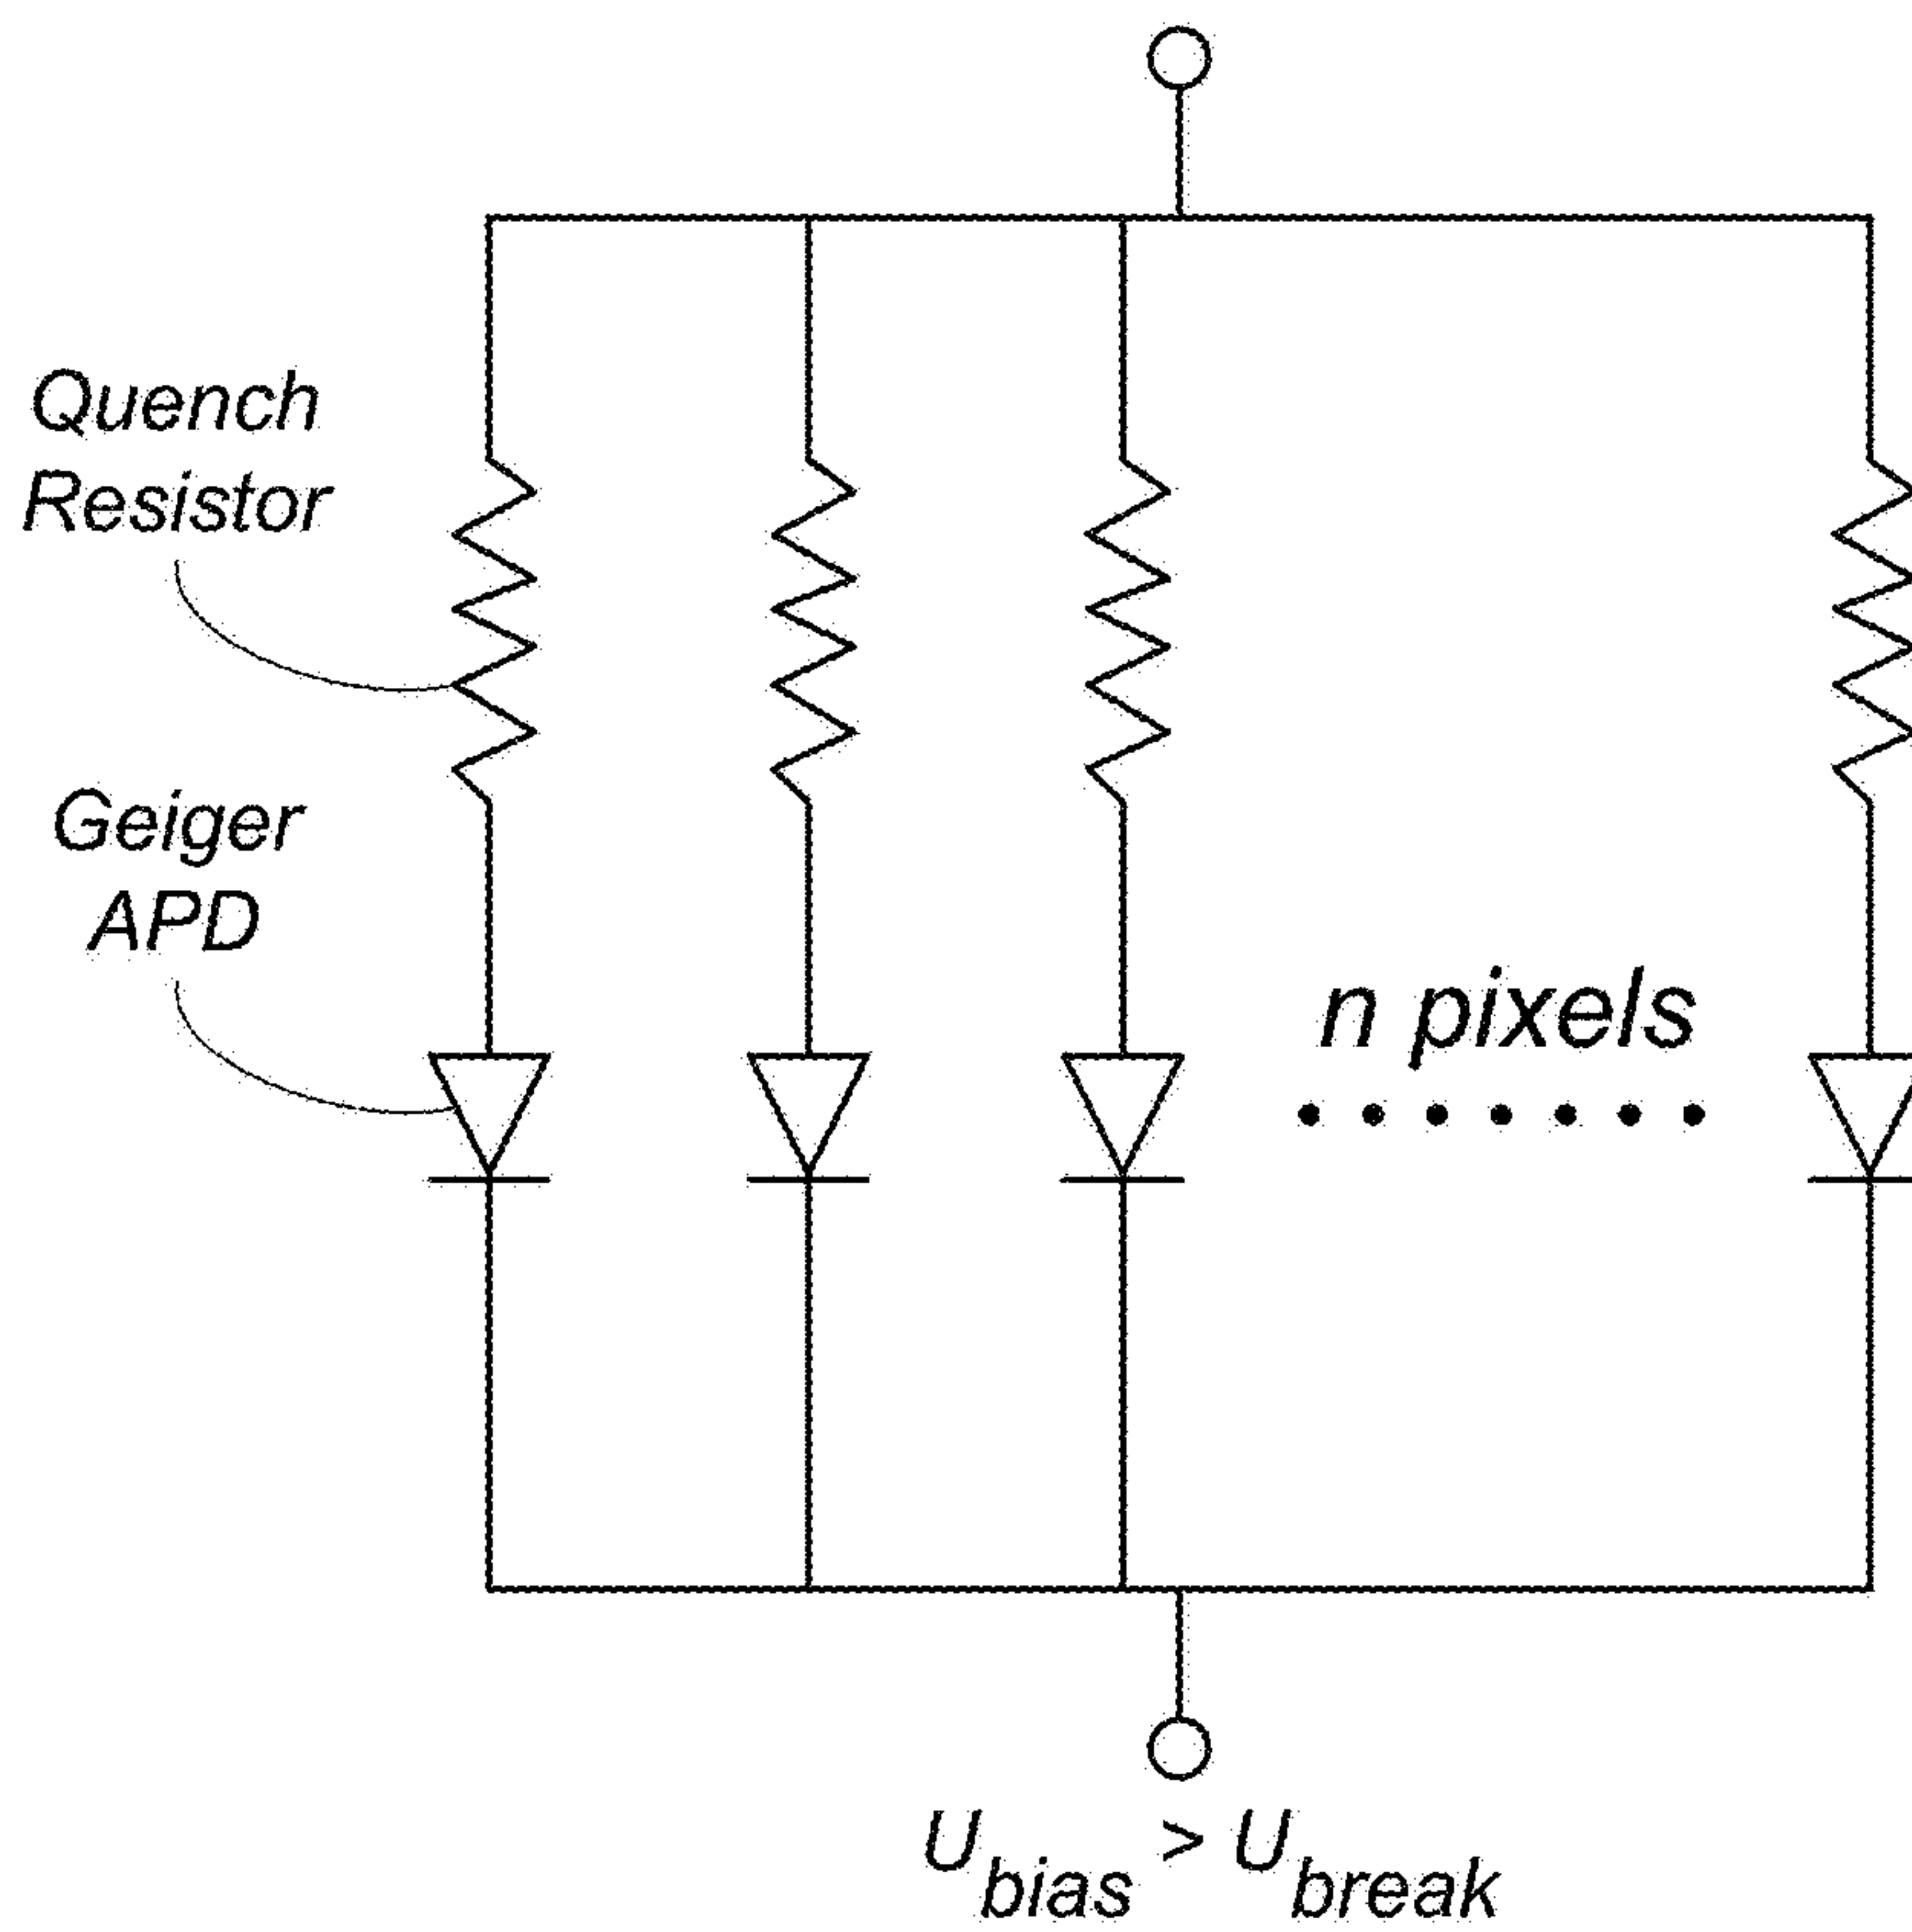 Quench
Resistor
Geiger
APD
n pixels
U_bias > U_break